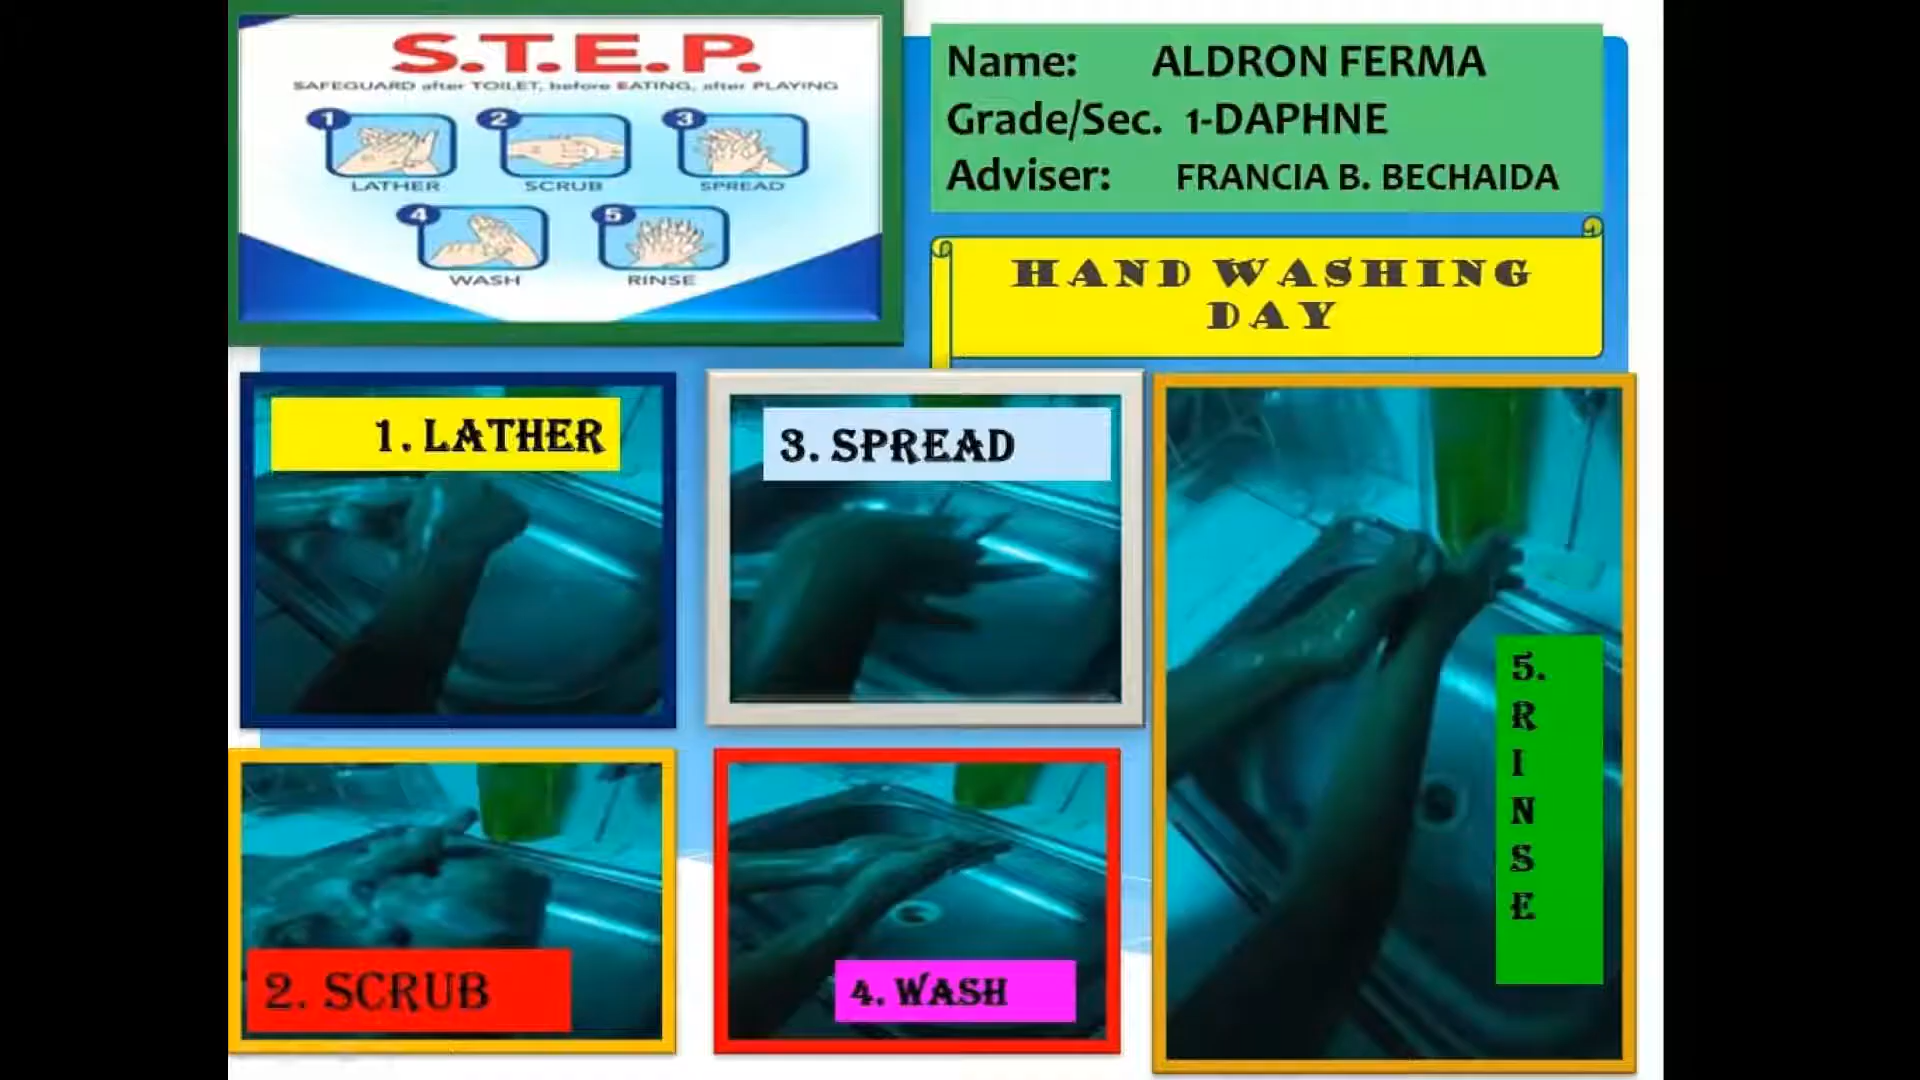 S.T.E.P.
SAFEGUARD after TOILET, before EATING, after PLAYING
1
LATHER
2
SCRUB
3
SPREAD
4
WASH
5
RINSE
Name: ALDRON FERMA
Grade/Sec. 1-DAPHNE
Adviser: FRANCIA B. BECHAIDA
HAND WASHING
DAY
1. LATHER
3. SPREAD
2. SCRUB
4. WASH
5.
R
I
N
S
E